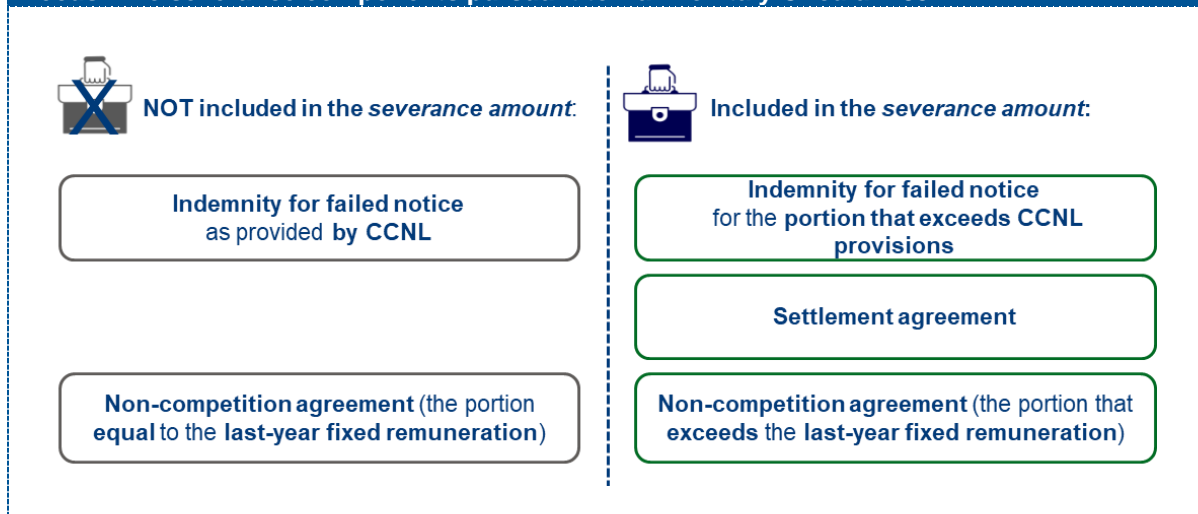 NOT included in the severance amount:
Indemnity for failed notice
as provided by CCNL
Non-competition agreement (the portion
equal to the last-year fixed remuneration)
Included in the severance amount:
Indemnity for failed notice
for the portion that exceeds CCNL
provisions
Settlement agreement
Non-competition agreement (the portion that
exceeds the last-year fixed remuneration)